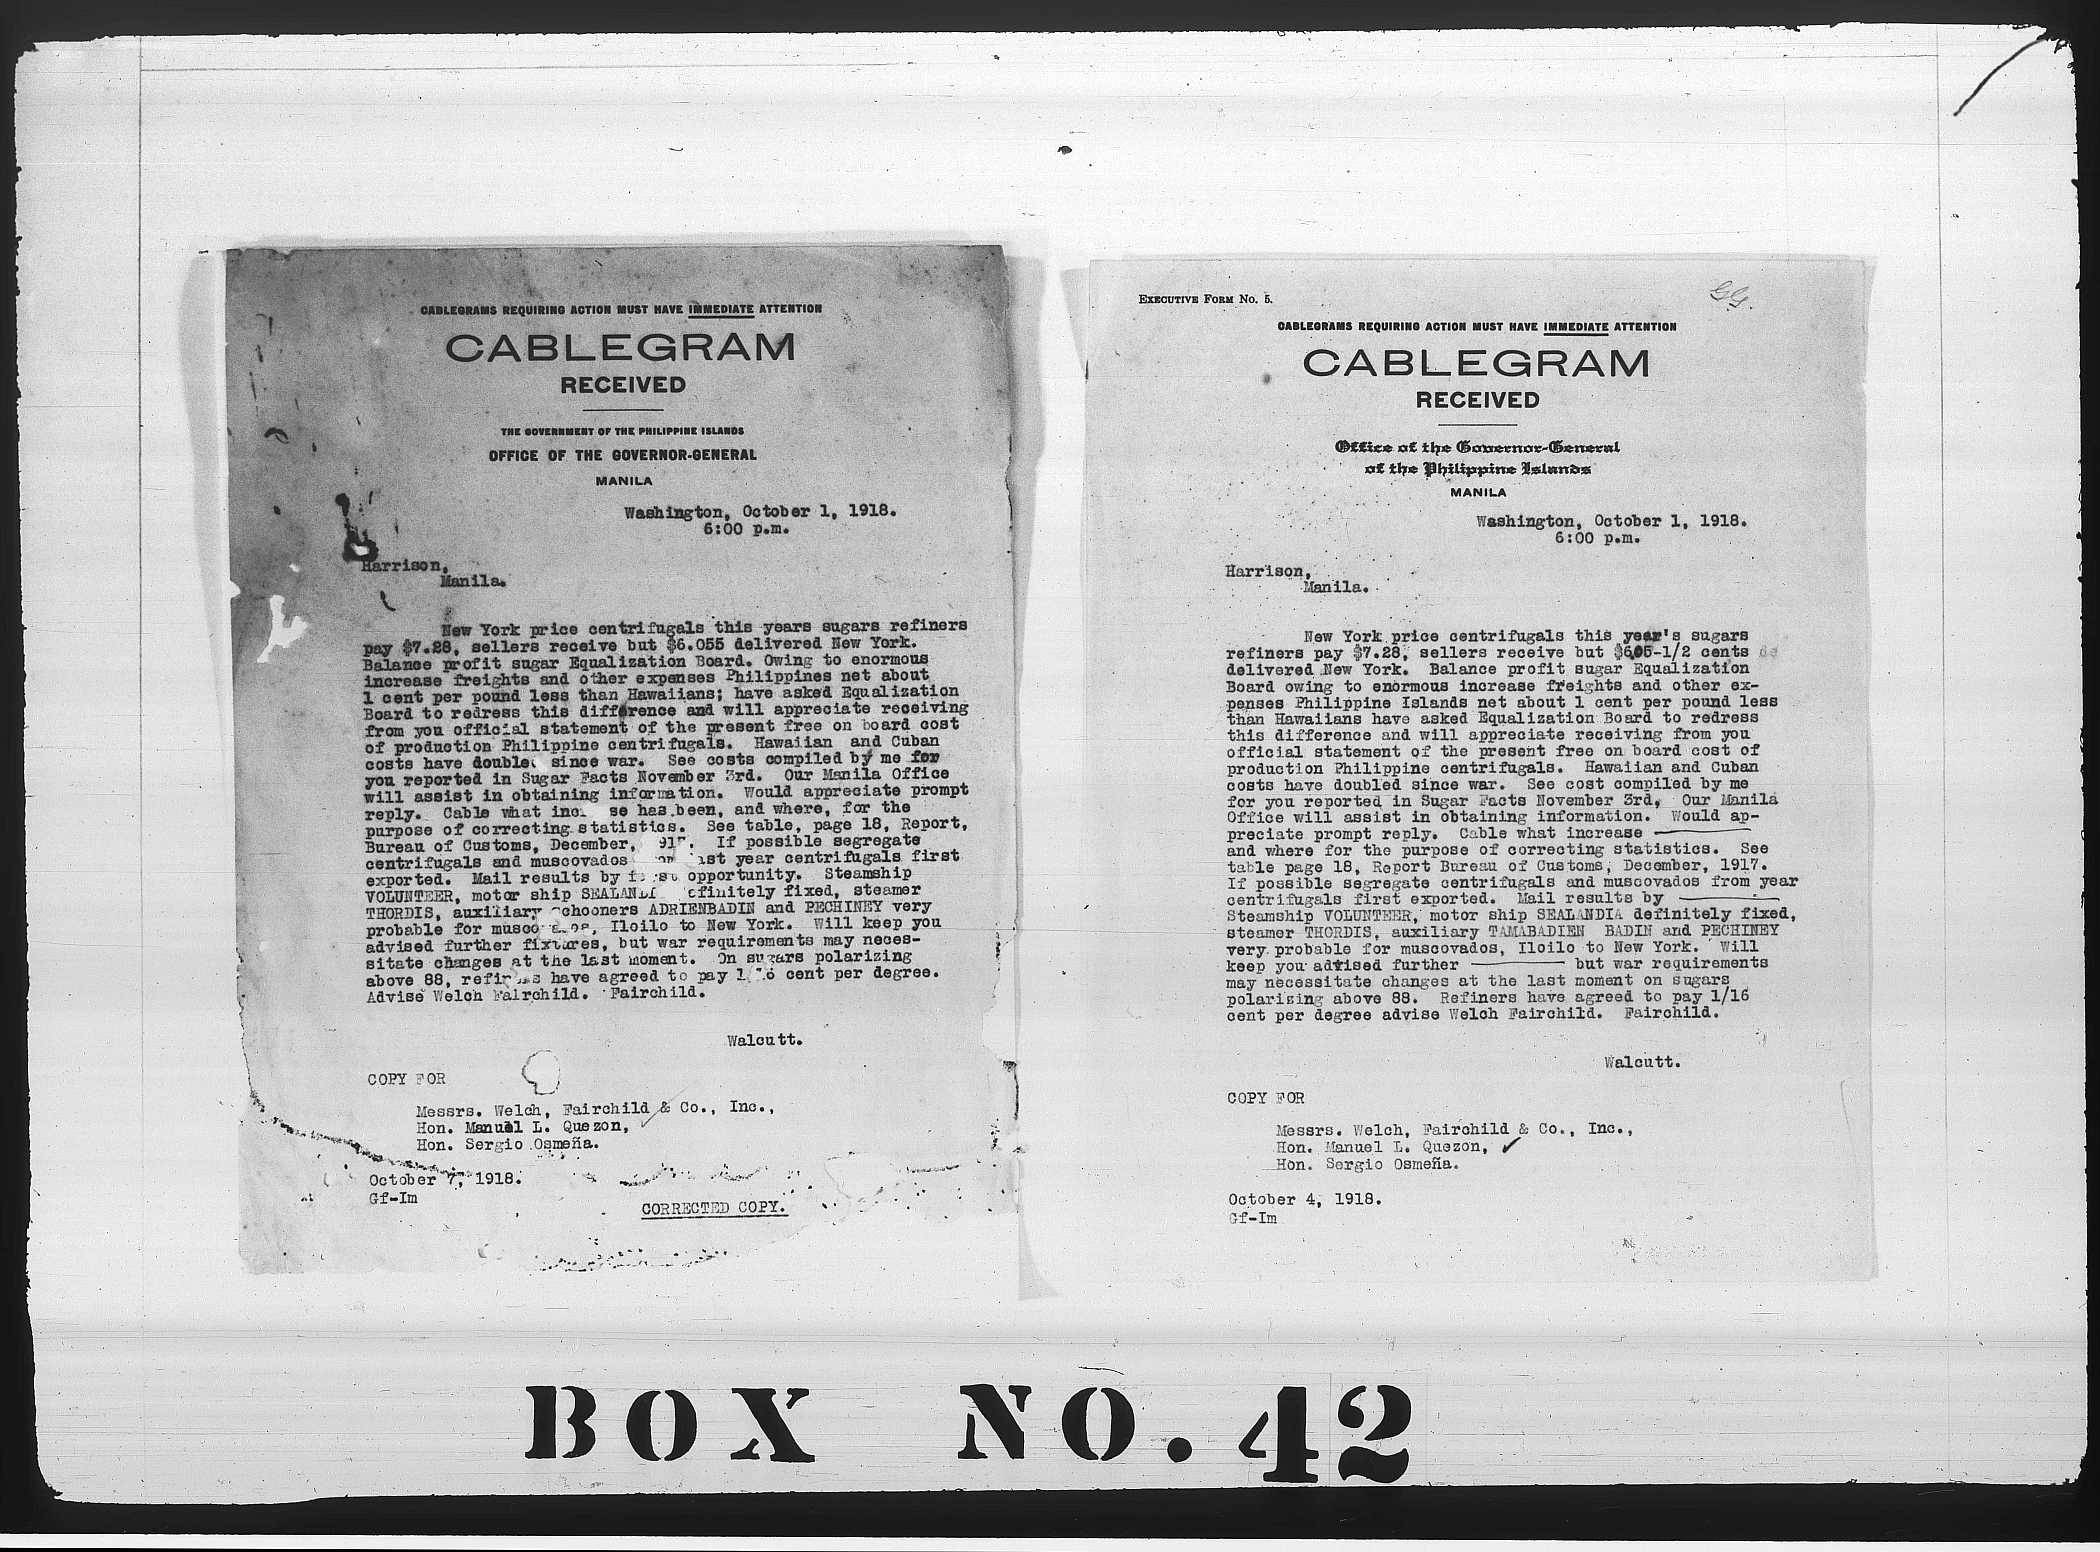 CABLEGRAMS REQUIRING ACTION MUST HAVE IMMEDIATE ATTENTION
CABLEGRAM
RECEIVED
THE GOVERNMENT OF THE PHILIPPINE ISLANDS
OFFICE OF THE GOVERNOR-GENERAL
MANILA
Washington, October 1, 1918.
6:00 p.m.
Harrison,
Manila.
New York price centrifugals this years sugars refiners
pay $7.28, sellers receive but $6.055 delivered New York.
Balance profit sugar Equalization Board. Owing to enormous
increase freights and other expenses Philippines net about
1 cent per pound less than Hawaiians; have asked Equalization
Board to redress this difference and will appreciate receiving
from you official statement of the present free on board cost
of production Philippine centrifugals. Hawaiian and Cuban
costs have double since war. See costs compiled by me for
you reported in Sugar Facts November 3rd. Our Manila Office
will assist in obtaining information. Would appreciate prompt
reply. Cable what inc se has been, and where, for the
purpose of correcting statistics. See table, page 18, Report,
Bureau of Customs, December, 917. If possible segregate
centrifugals and muscovados ast year centrifugals first
exported. Mail results by opportunity. Steamship
VOLUNTEER, motor ship SEALAND efinitely fixed, steamer
THORDIS, auxiliary schooners ADRIENBADIN and PECHINEY very
probable for musco , Iloilo to New York. Will keep you
advised further fixtures, but war requirements may neces-
sitate changes at the last moment. On sugars polarizing
above 88, refiners have agreed to pay 1/16 cent per degree.
Advise Welch Fairchild. Fairchild.
Walcutt.
COPY FOR
Messrs. Welch, Fairchild & Co., Inc.,
Hon. Manuel L. Quezon,
Hon. Sergio Osmeña.
October 7, 1918.
Gf-Im
CORRECTED COPY.
EXECUTIVE FORM NO. 5.
CABLEGRAMS REQUIRING ACTION MUST HAVE IMMEDIATE ATTENTION
CABLEGRAM
RECEIVED
Office of the Governor-General
of the Philippine Islands
MANILA
Washington, October 1, 1918.
6:00 p.m.
Harrison,
Manila.
New York price centrifugals this year's sugars
refiners pay $7.28, sellers receive but $6.05-1/2 cents
delivered New York. Balance profit sugar Equalization
Board owing to enormous increase freights and other ex-
penses Philippine Islands net about 1 cent per pound less
than Hawaiians have asked Equalization Board to redress
this difference and will appreciate receiving from you
official statement of the present free on board cost of
production Philippine centrifugals. Hawaiian and Cuban
costs have doubled since war. See cost compiled by me
for you reported in Sugar Facts November 3rd, Our Manila
Office will assist in obtaining information. Would ap-
preciate prompt reply. Cable what increase
and where for the purpose of correcting statistics. See
table page 18, Report Bureau of Customs, December, 1917.
If possible segregate centrifugals and muscovados from year
centrifugals first exported. Mail results by
Steamship VOLUNTEER, motor ship SEALANDIA definitely fixed,
steamer THORDIS, auxiliary TAMABADIEN BADIN and PECHINEY
very probable for muscovados, Iloilo to New York. Will
keep you advised further but war requirements
may necessitate changes at the last moment on sugars
polarizing above 88. Refiners have agreed to pay 1/16
cent per degree advise Welch Fairchild. Fairchild.
Walcutt.
COPY FOR
Messrs. Welch, Fairchild & Co., Inc.,
Hon. Manuel L. Quezon,
Hon. Sergio Osmeña.
October 4, 1918.
Gf-Im
BOX NO. 42